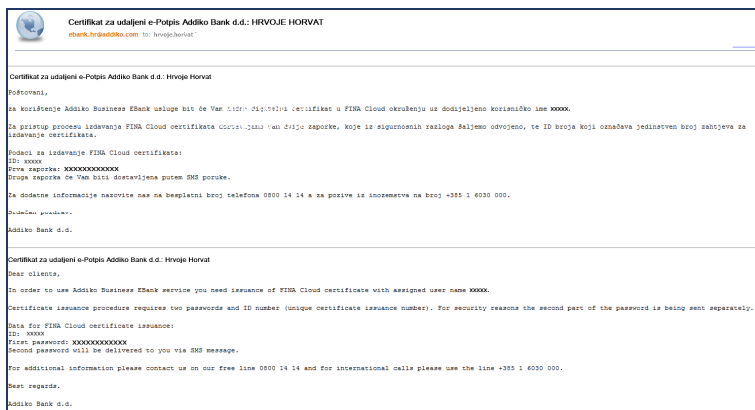 Certifikat za udaljeni e-Potpis Addiko Bank d.d.: HRVOJE HORVAT
ebank.hr@addiko.com to: hrvoje.horvat
Certifikat za udaljeni e-Potpis Addiko Bank d.d.: Hrvoje Horvat
Poštovani,
za korištenje Addiko Business EBank usluge bit će Vam certifikat u FINA Cloud okruženju uz dodijeljeno korisničko ime xxxxx.
Za pristup procesu izdavanja FINA Cloud certifikata dostavljamo Vam dvije zaporke, koje iz sigurnosnih razloga šaljemo odvojeno, te ID broja koji označava jedinstven broj zahtjeva za
izdavanje certifikata.
Podaci za izdavanje FINA Cloud certifikata:
ID: xxxxx
Prva zaporka: XXXXXXXXXXXX
Druga zaporka će Vam biti dostavljena putem SMS poruke.
Za dodatne informacije nazovite nas na besplatni broj telefona 0800 14 14 a za pozive iz inozemstva na broj +385 1 6030 000.
Srdačan pozdrav.
Addiko Bank d.d.
Certifikat za udaljeni e-Potpis Addiko Bank d.d.: Hrvoje Horvat
Dear clients,
In order to use Addiko Business EBank service you need issuance of FINA Cloud certificate with assigned user name xxxxx.
Certificate issuance procedure requires two passwords and ID number (unique certificate issuance number). For security reasons the second part of the password is being sent separately.
Data for FINA Cloud certificate issuance:
ID: xxxxx
First password: XXXXXXXXXXXX
Second password will be delivered to you via SMS message.
For additional information please contact us on our free line 0800 14 14 and for international calls please use the line +385 1 6030 000.
Best regards.
Addiko Bank d.d.